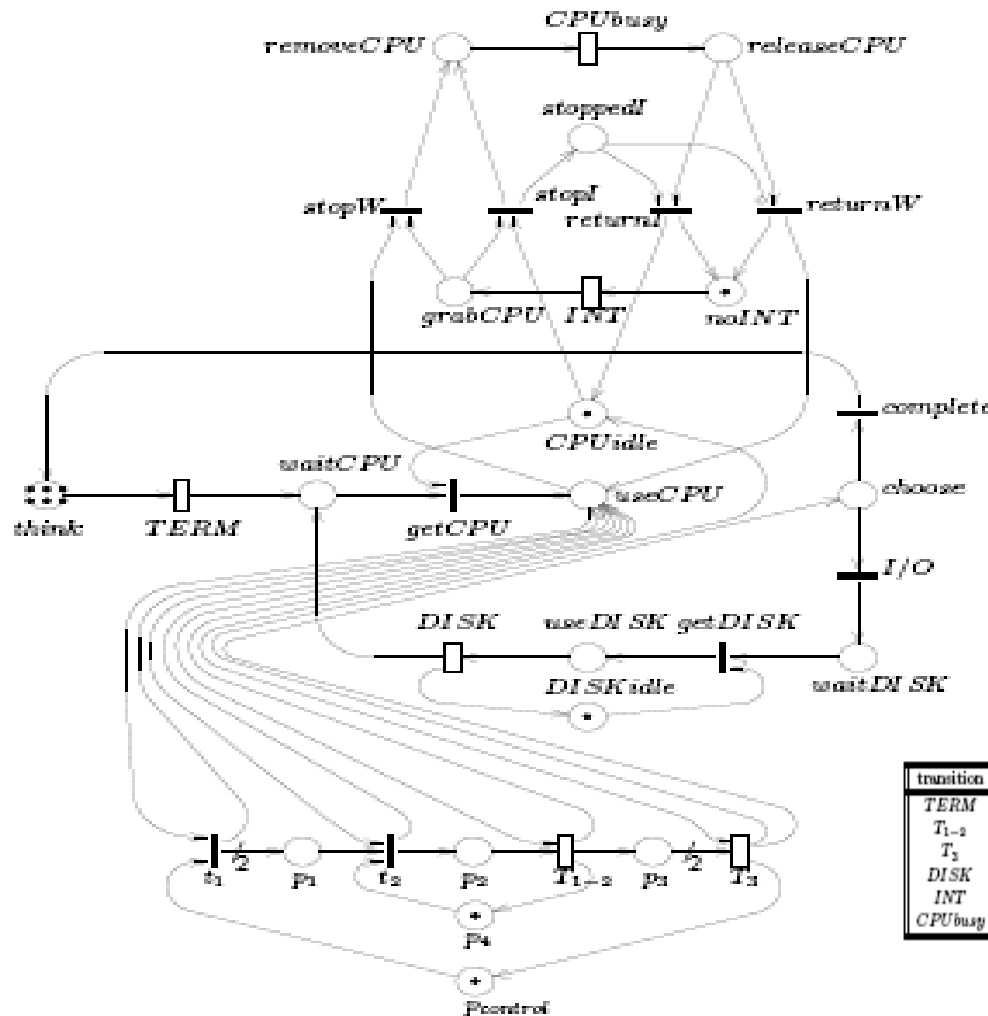 CPUbusy
removeCPU
releaseCPU
stoppedI
stopW
stopI
returnI
returnW
grabCPU
INT
noINT
complete
CPUidle
waitCPU
useCPU
choose
think
TERM
getCPU
I/O
DISK
useDISK
getDISK
DISKidle
waitDISK
transition
TERM
T1-2
T3
DISK
INT
CPUbusy
2
2
t1
p1
t2
p2
T1-2
p3
T3
p4
Pcontrol